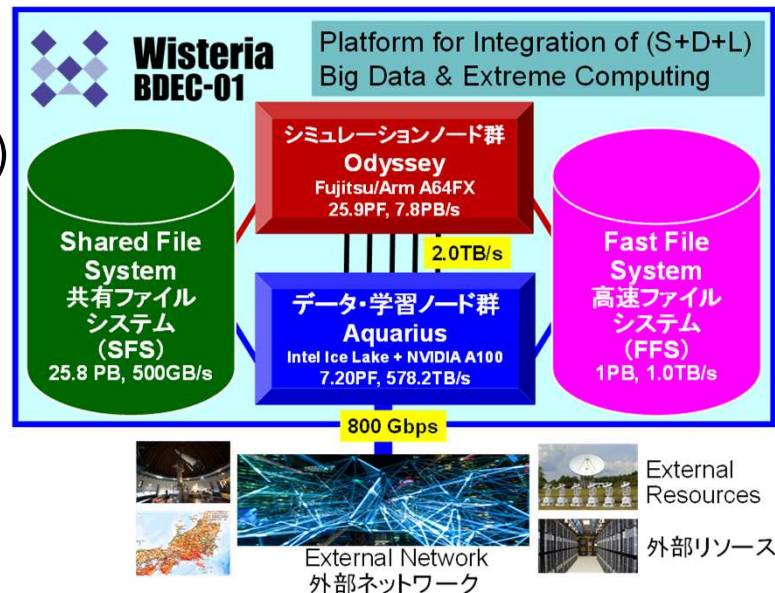 Wisteria
BDEC-01
Platform for Integration of (S+D+L)
Big Data & Extreme Computing
)
シミュレーションノード群
Odyssey
Fujitsu/Arm A64FX
25.9PF, 7.8PB/s
Shared File
System
共有ファイル
システム
(SFS)
25.8 PB, 500GB/s
2.0TB/s
データ・学習ノード群
Aquarius
Intel Ice Lake + NVIDIA A100
7.20PF, 578.2TB/s
Fast File
System
高速ファイル
システム
(FFS)
1PB, 1.0TB/s
800 Gbps
External
Resources
外部リソース
External Network
外部ネットワーク